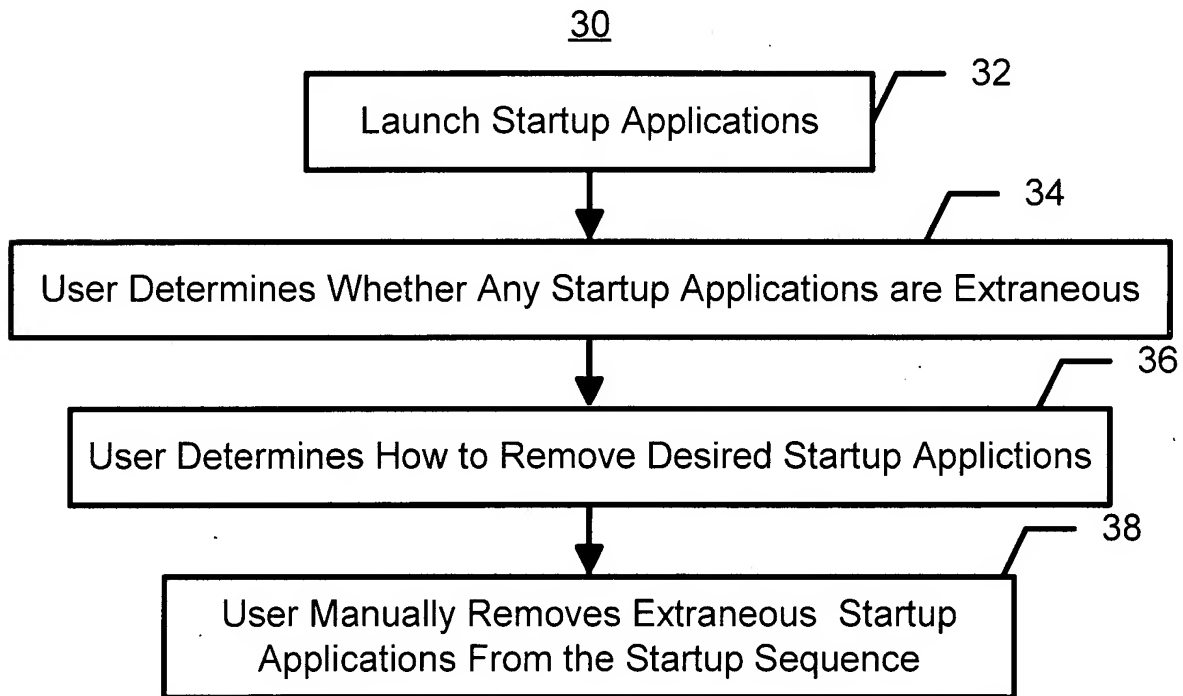 30
32
Launch Startup Applications
34
User Determines Whether Any Startup Applications are Extraneous
36
User Determines How to Remove Desired Startup Applictions
38
User Manually Removes Extraneous Startup
Applications From the Startup Sequence